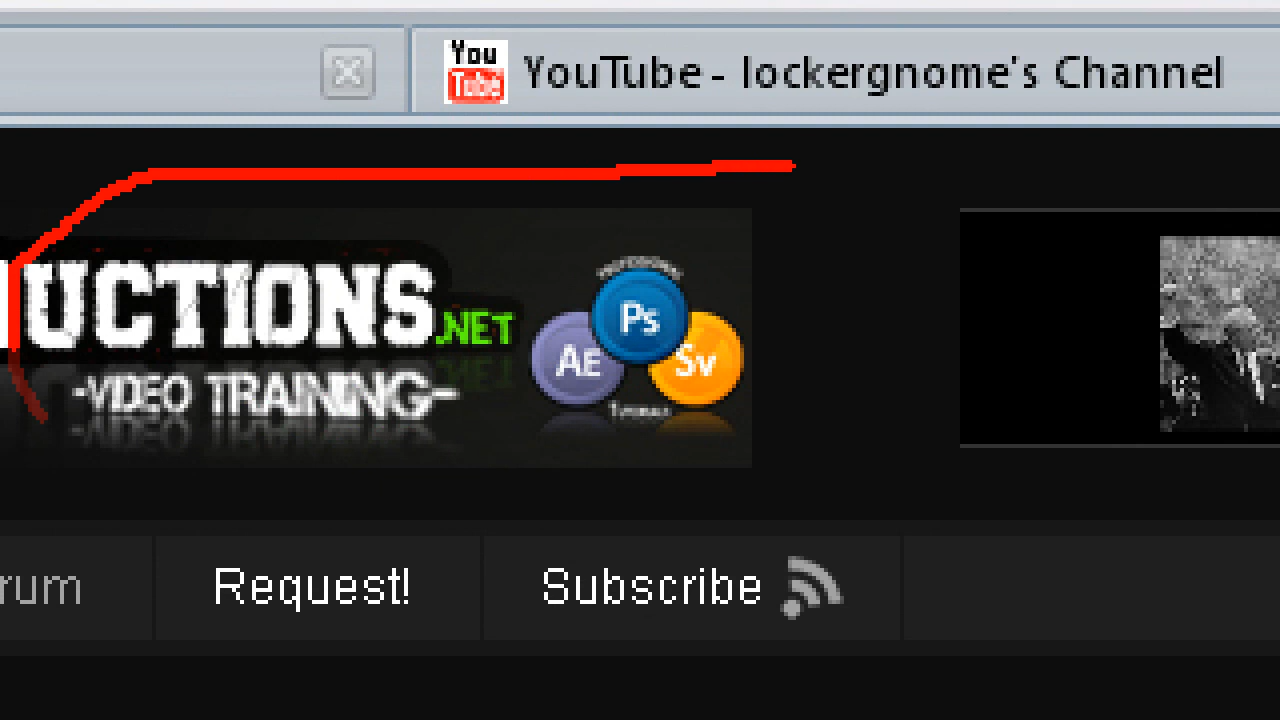 You
Tube
YouTube - lockergnome's Channel
UCTIONS.NET
-VIDEO TRAINING-
Ps
AE
Sv
rum
Request!
Subscribe